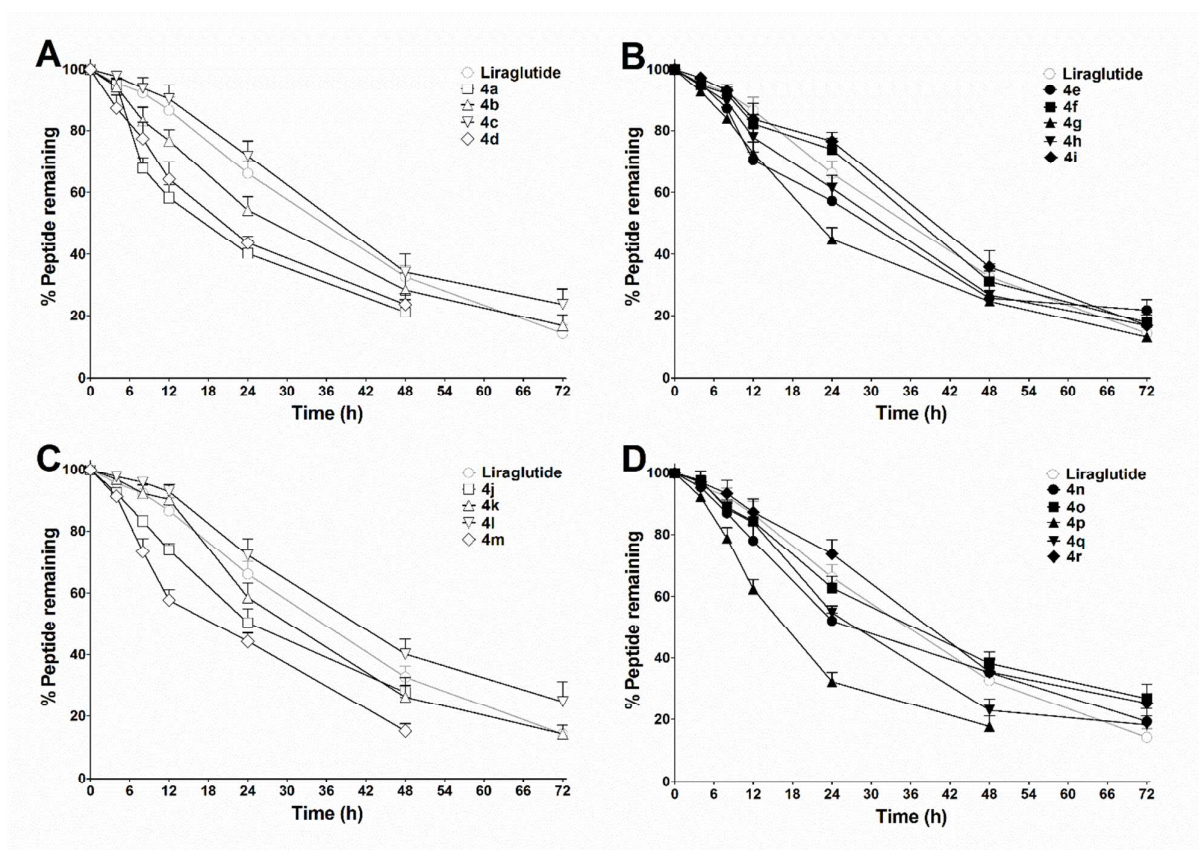 A
% Peptide remaining
100
80
60
40
20
0
0 6 12 18 24 30 36 42 48 54 60 66 72
Time (h)
Liraglutide
4a
4b
4c
4d
B
% Peptide remaining
100
80
60
40
20
0
0 6 12 18 24 30 36 42 48 54 60 66 72
Time (h)
Liraglutide
4e
4f
4g
4h
4i
C
% Peptide remaining
100
80
60
40
20
0
0 6 12 18 24 30 36 42 48 54 60 66 72
Time (h)
Liraglutide
4j
4k
4l
4m
D
% Peptide remaining
100
80
60
40
20
0
0 6 12 18 24 30 36 42 48 54 60 66 72
Time (h)
Liraglutide
4n
4o
4p
4q
4r